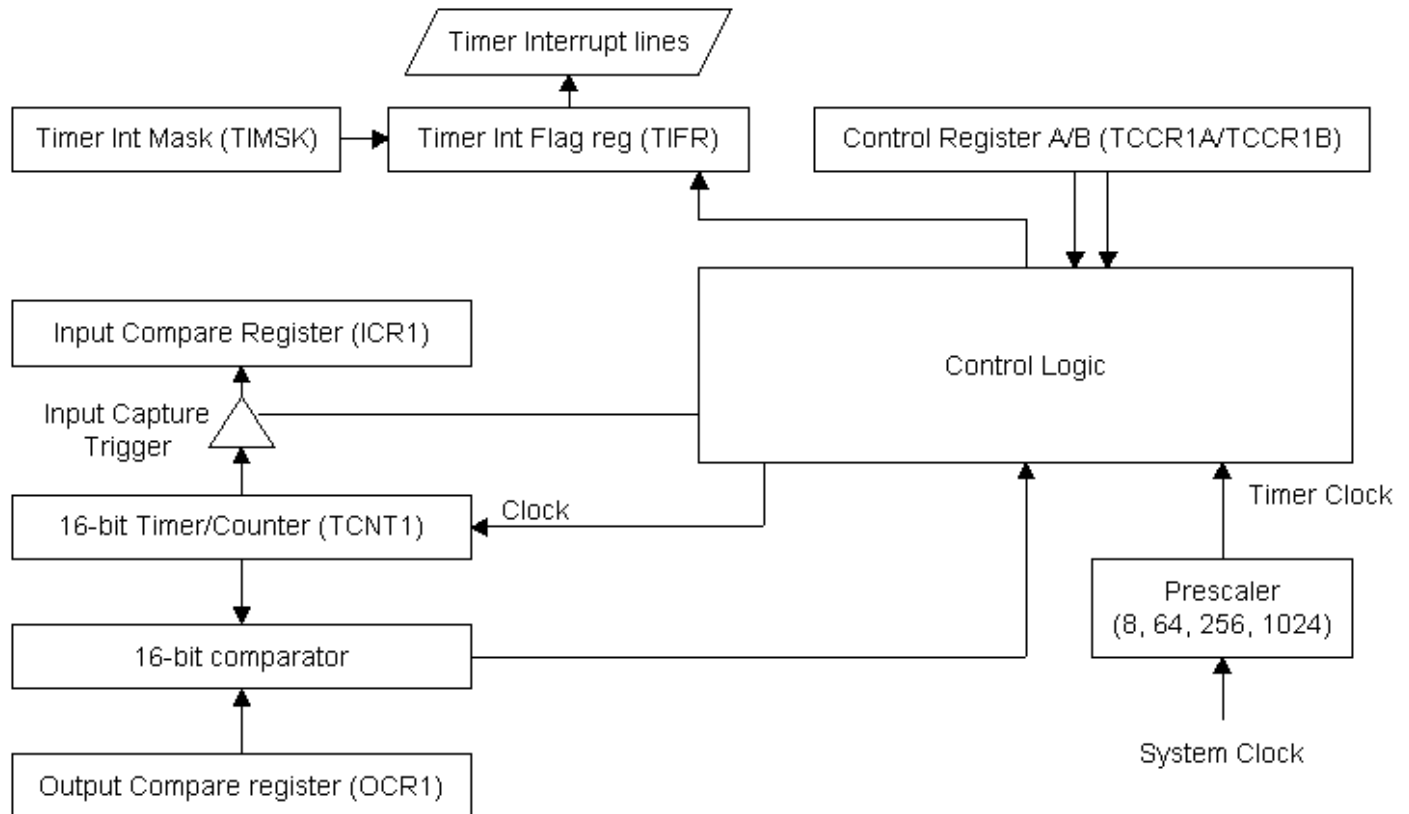 Timer Interrupt lines
Timer Int Mask (TIMSK)
Timer Int Flag reg (TIFR)
Control Register A/B (TCCR1A/TCCR1B)
Input Compare Register (ICR1)
Control Logic
Input Capture
Trigger
16-bit Timer/Counter (TCNT1)
Clock
Timer Clock
Prescaler
(8, 64, 256, 1024)
16-bit comparator
System Clock
Output Compare register (OCR1)